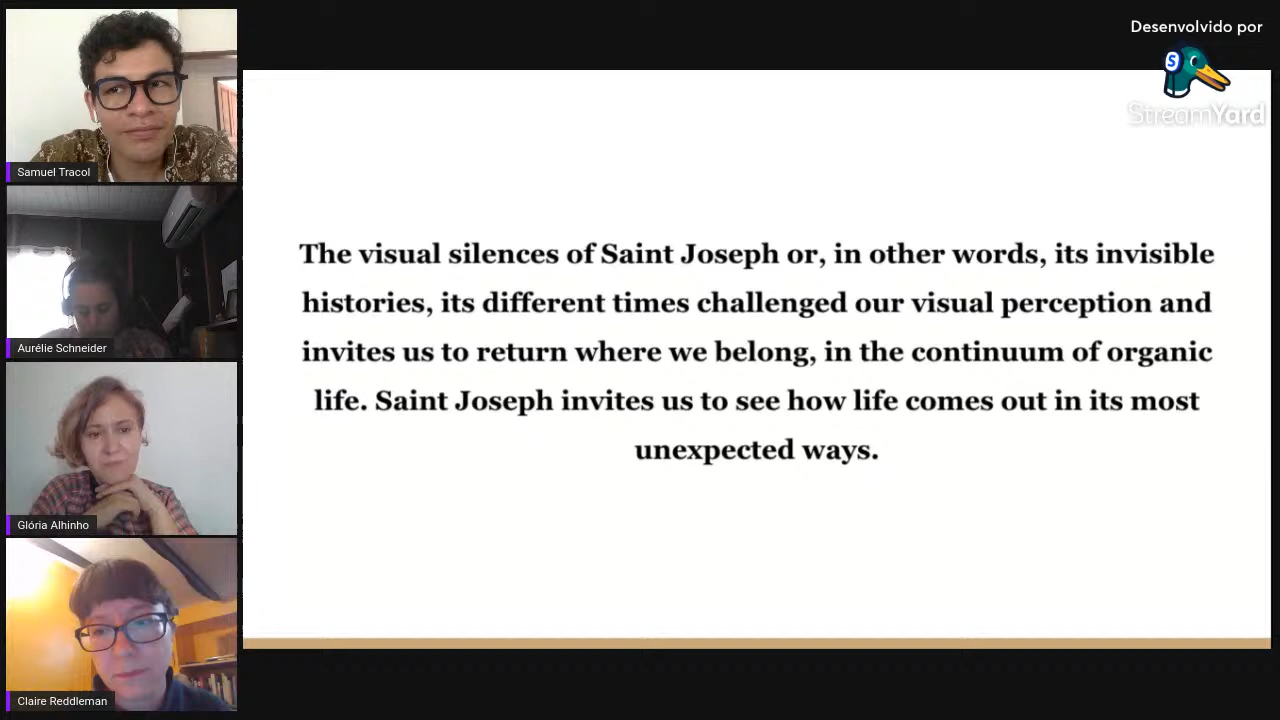 Desenvolvido por
S
StreamYard
Samuel Tracol
Aurélie Schneider
Glória Alhinho
Claire Reddleman
The visual silences of Saint Joseph or, in other words, its invisible
histories, its different times challenged our visual perception and
invites us to return where we belong, in the continuum of organic
life. Saint Joseph invites us to see how life comes out in its most
unexpected ways.